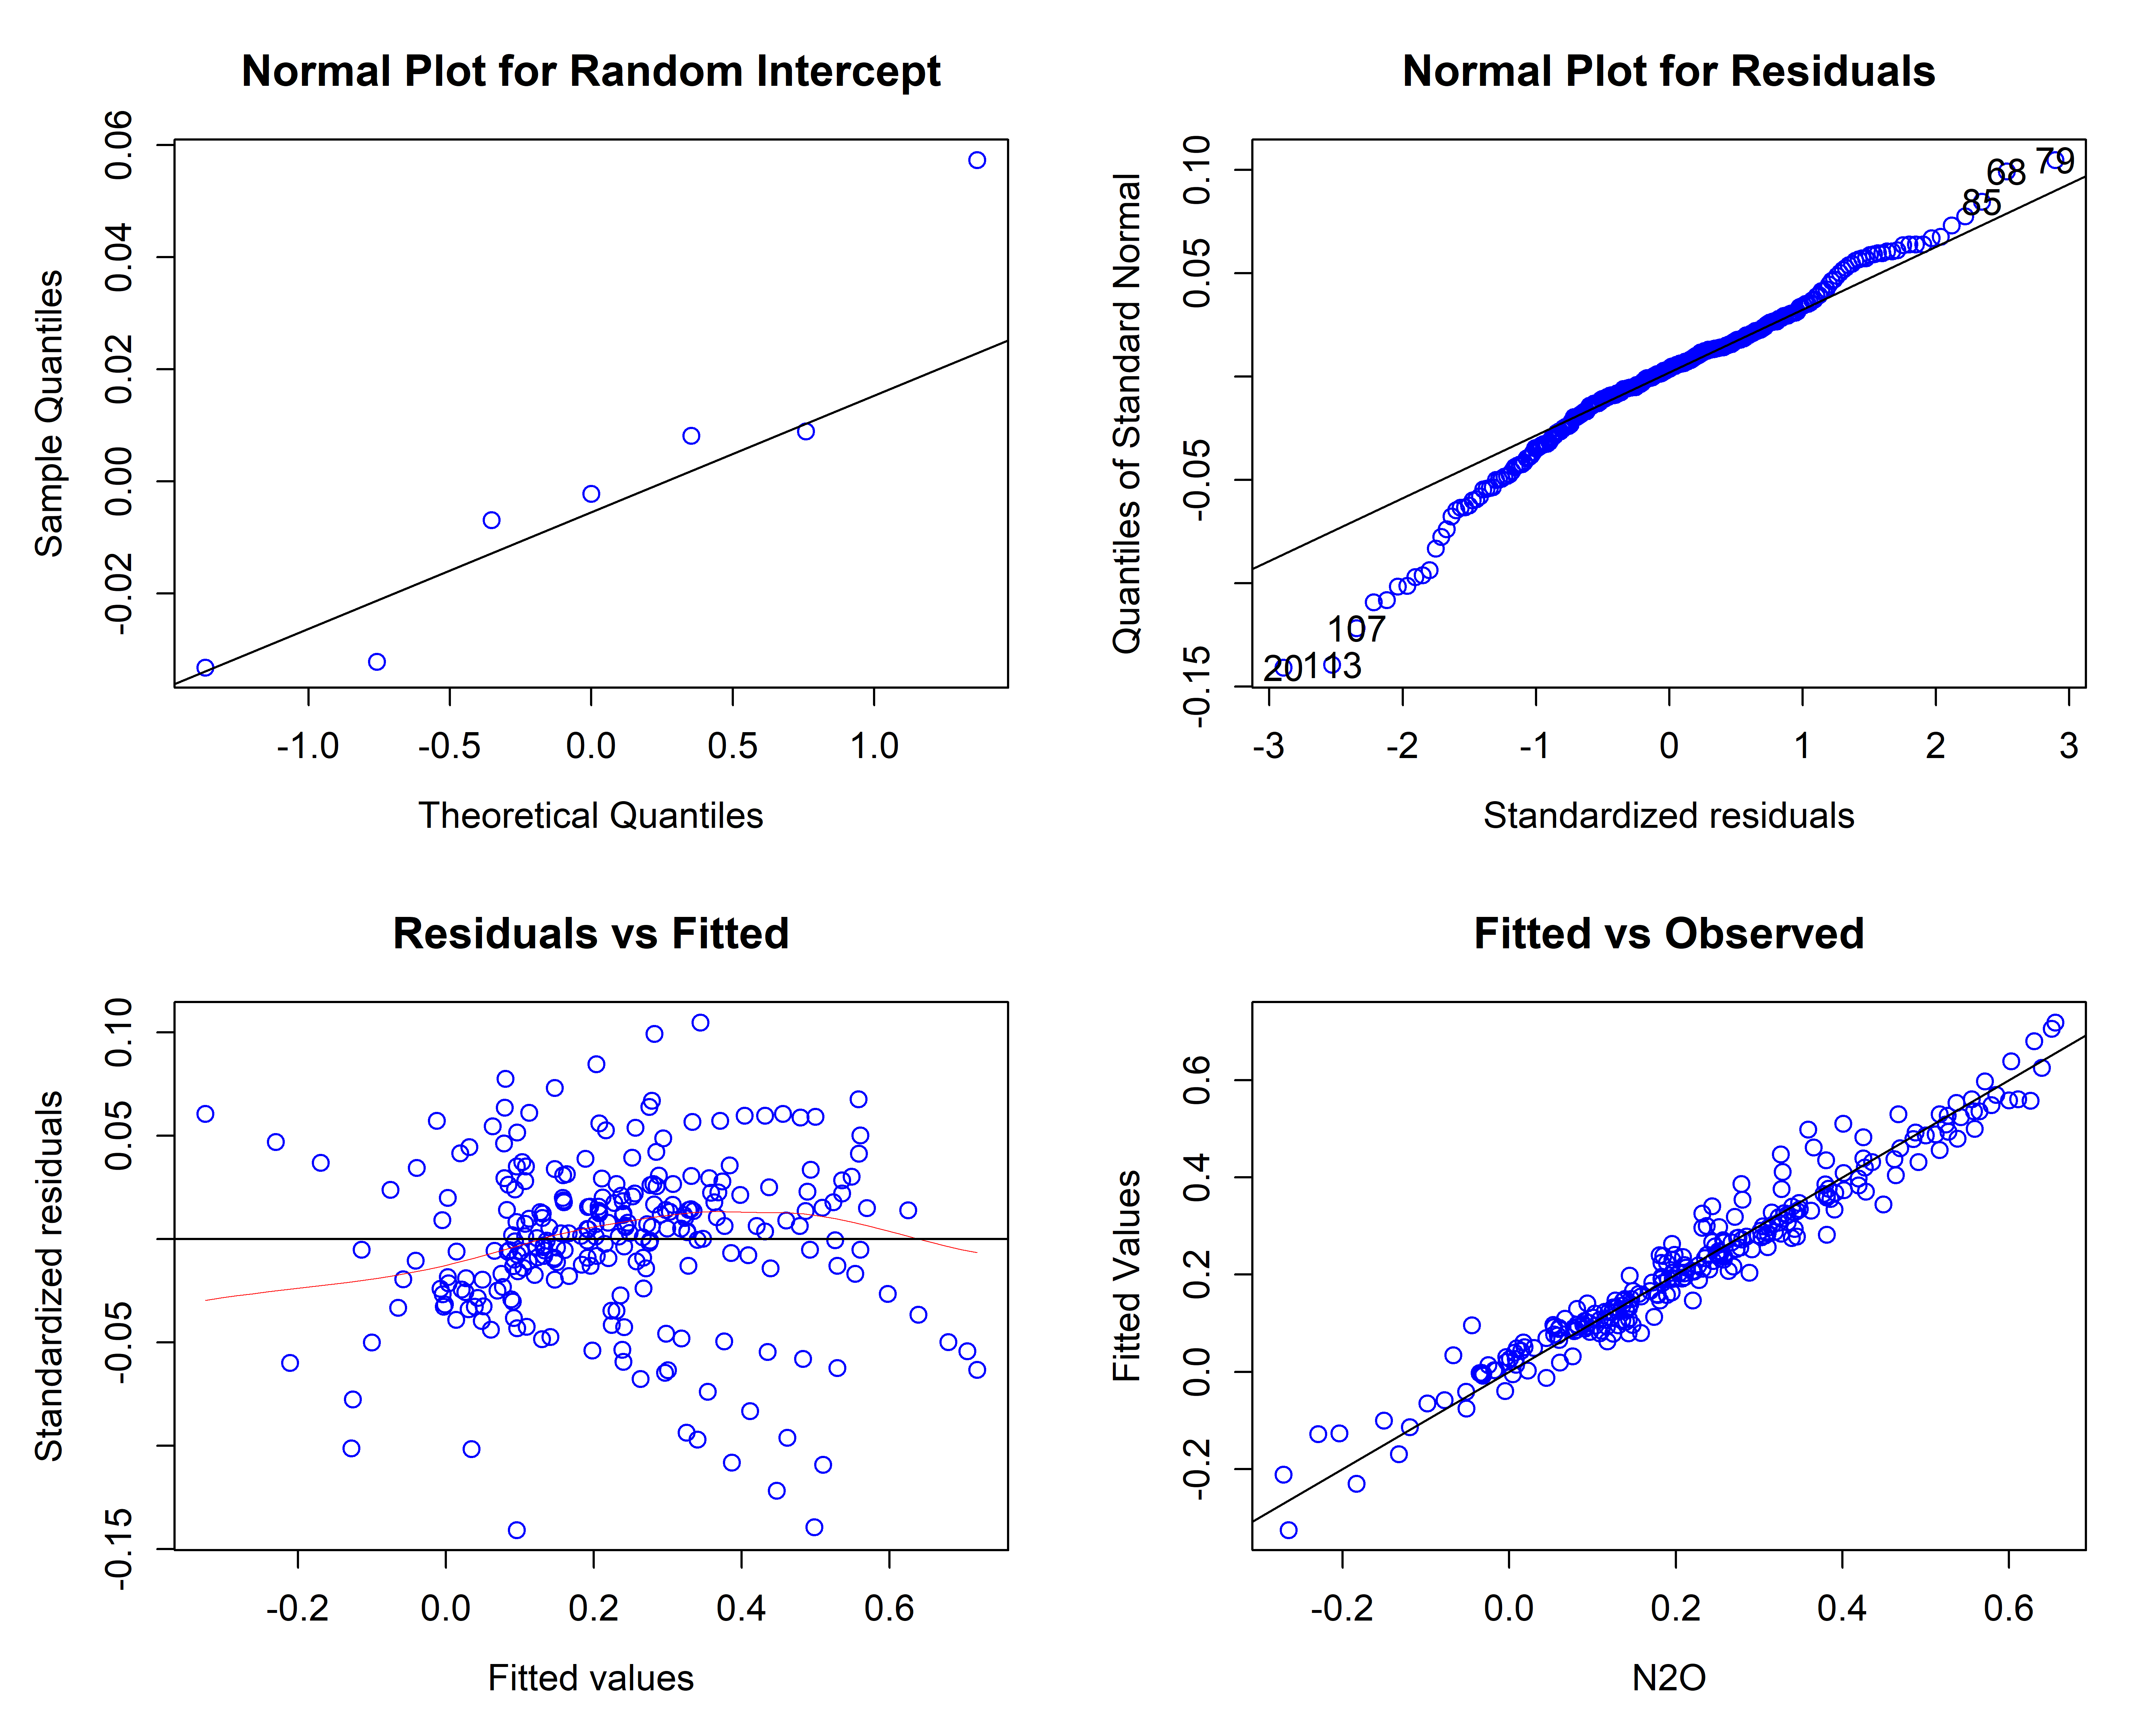 Normal Plot for Random Intercept
Sample Quantiles
0.06
0.04
0.02
0.00
-0.02
-1.0 -0.5 0.0 0.5 1.0
Theoretical Quantiles
Normal Plot for Residuals
Quantiles of Standard Normal
0.10
0.05
-0.05
-0.15
79
68
85
107
113
20
-3 -2 -1 0 1 2 3
Standardized residuals
Residuals vs Fitted
Standardized residuals
0.10
0.05
-0.05
-0.15
-0.2 0.0 0.2 0.4 0.6
Fitted values
Fitted vs Observed
Fitted Values
0.6
0.4
0.2
0.0
-0.2
-0.2 0.0 0.2 0.4 0.6
N2O